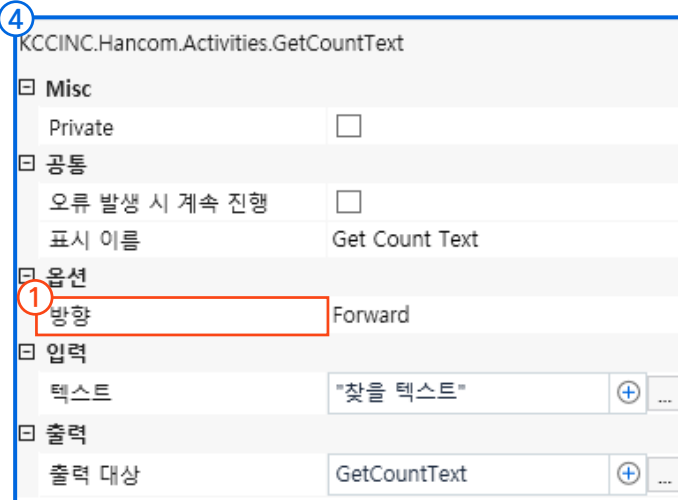 4
KCCINC.Hancom.Activities.GetCountText
Misc
Private
공통
오류 발생 시 계속 진행
표시 이름 Get Count Text
옵션
1
방향 Forward
입력
텍스트 "찾을 텍스트" ...
출력
출력 대상 GetCountText ...